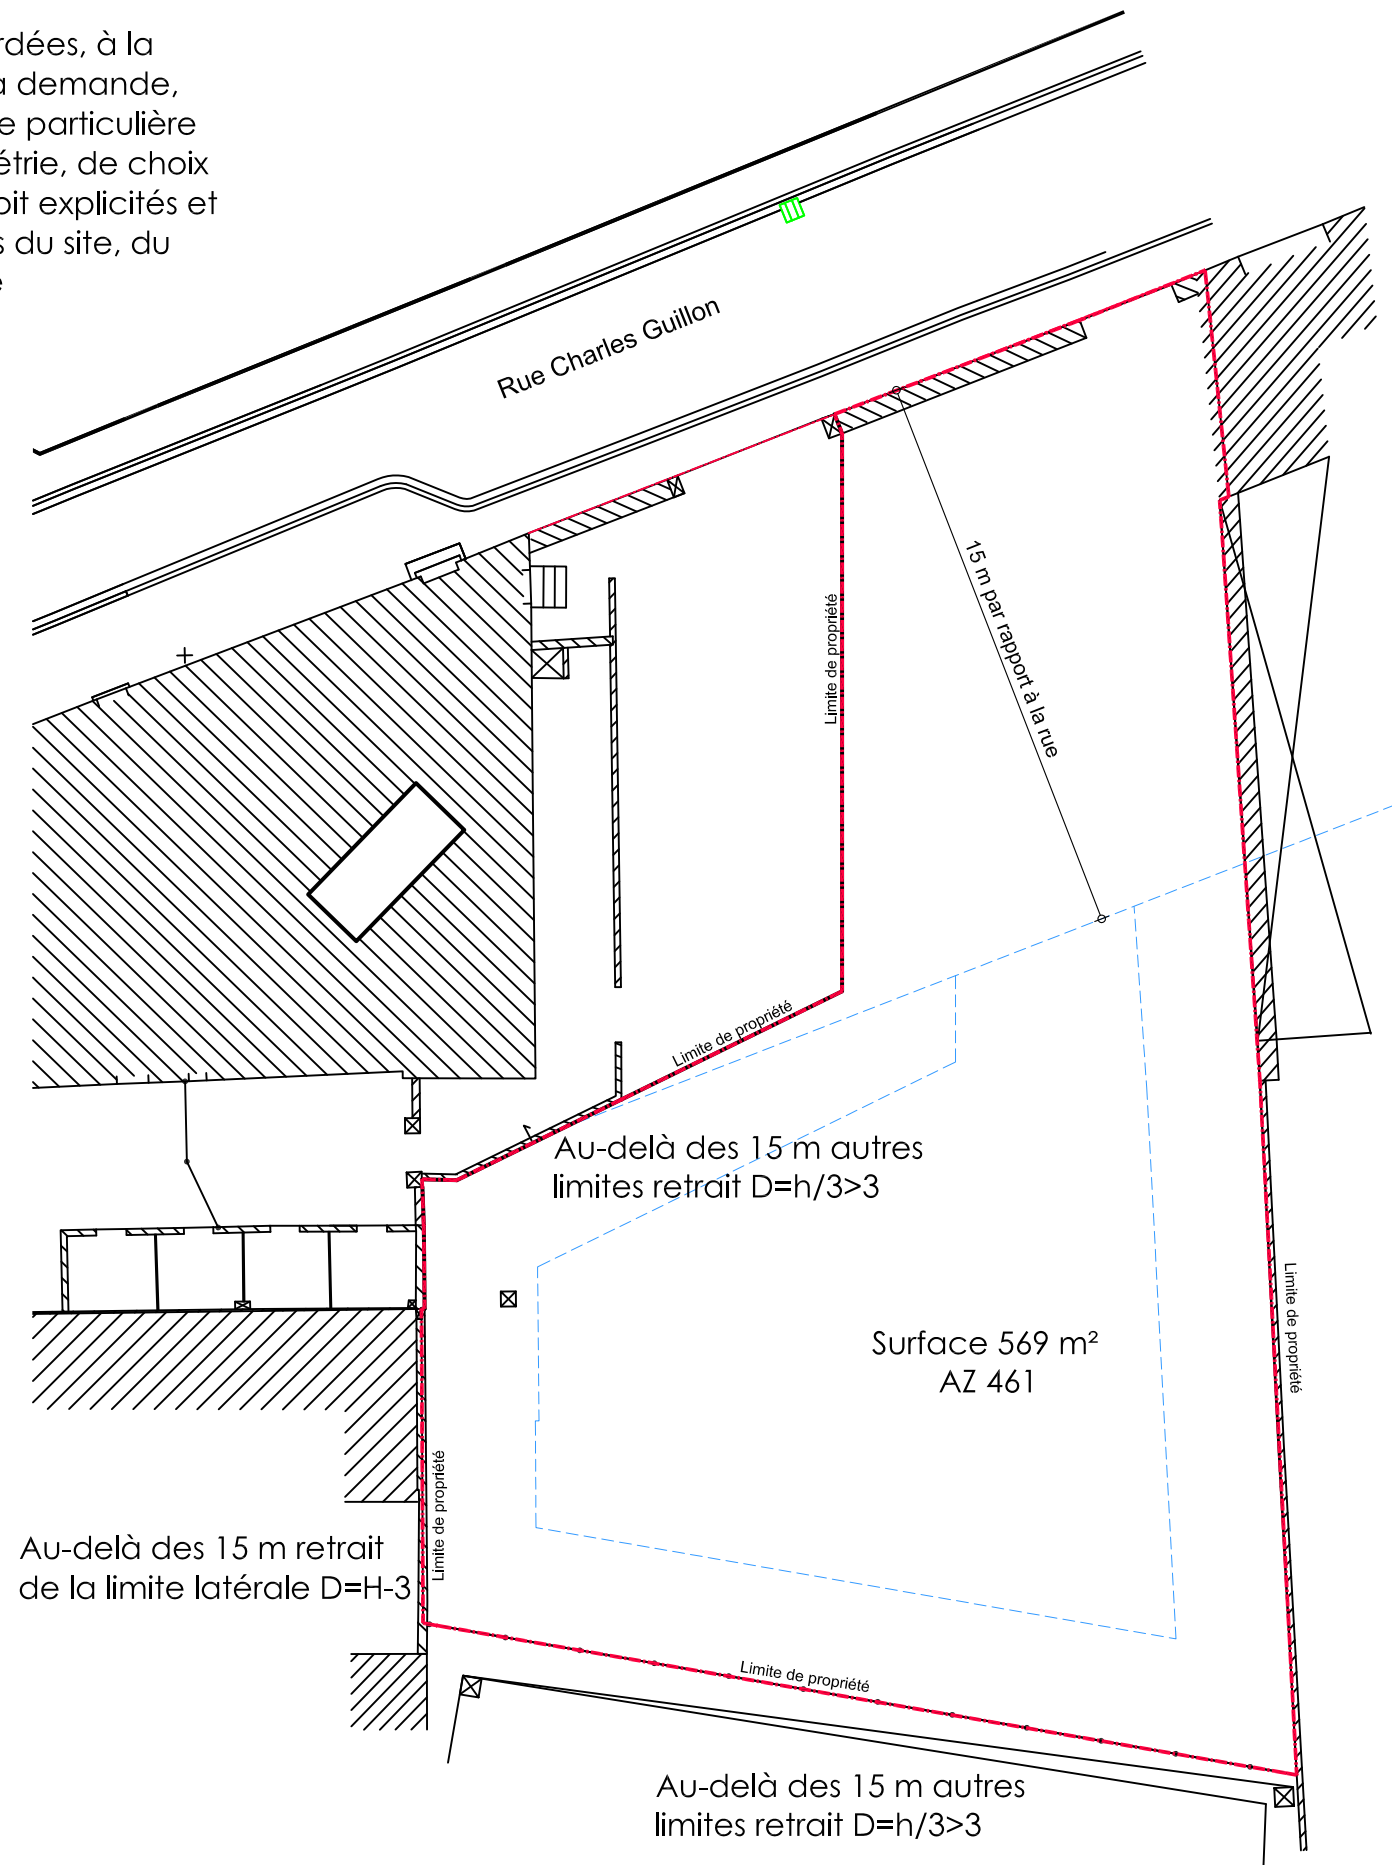 rdées, à la
a demande,
e particulière
étrie, de choix
oit explicités et
s du site, du
e
Rue Charles Guillon
15 m par rapport à la rue
Limite de propriété
Limite de propriété
Au-delà des 15 m autres
limites retrait D=h/3>3
Surface 569 m²
AZ 461
Limite de propriété
Limite de propriété
Au-delà des 15 m retrait
de la limite latérale D=H-3
Limite de propriété
Au-delà des 15 m autres
limites retrait D=h/3>3